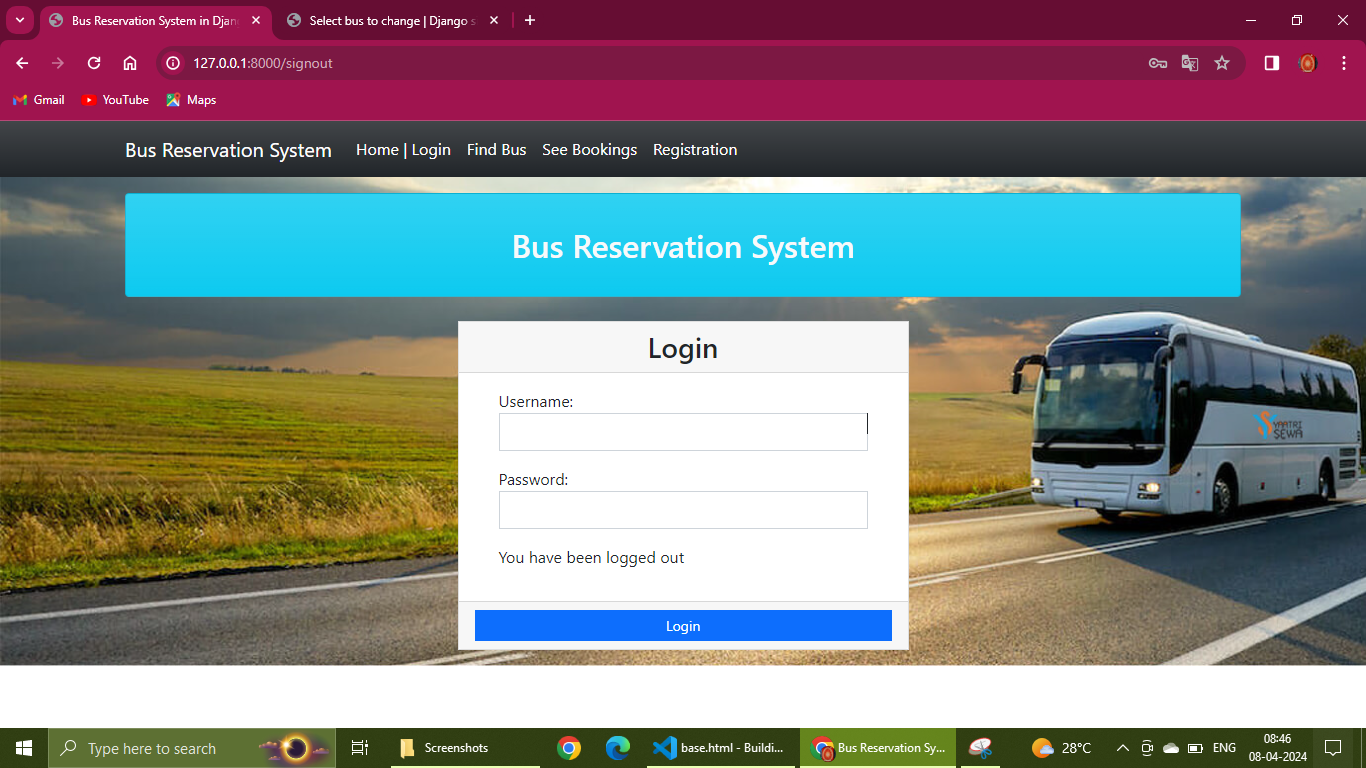 Bus Reservation System in Djan
Select bus to change | Django s
127.0.0.1:8000/signout
Gmail
YouTube
Maps
Bus Reservation System
Home | Login
Find Bus
See Bookings
Registration
Bus Reservation System
Login
Username:
YAATRI
SEWA
Password:
You have been logged out
Login
Type here to search
Screenshots
base.html - Buildi...
Bus Reservation Sy...
28°C
ENG
08:46
08-04-2024